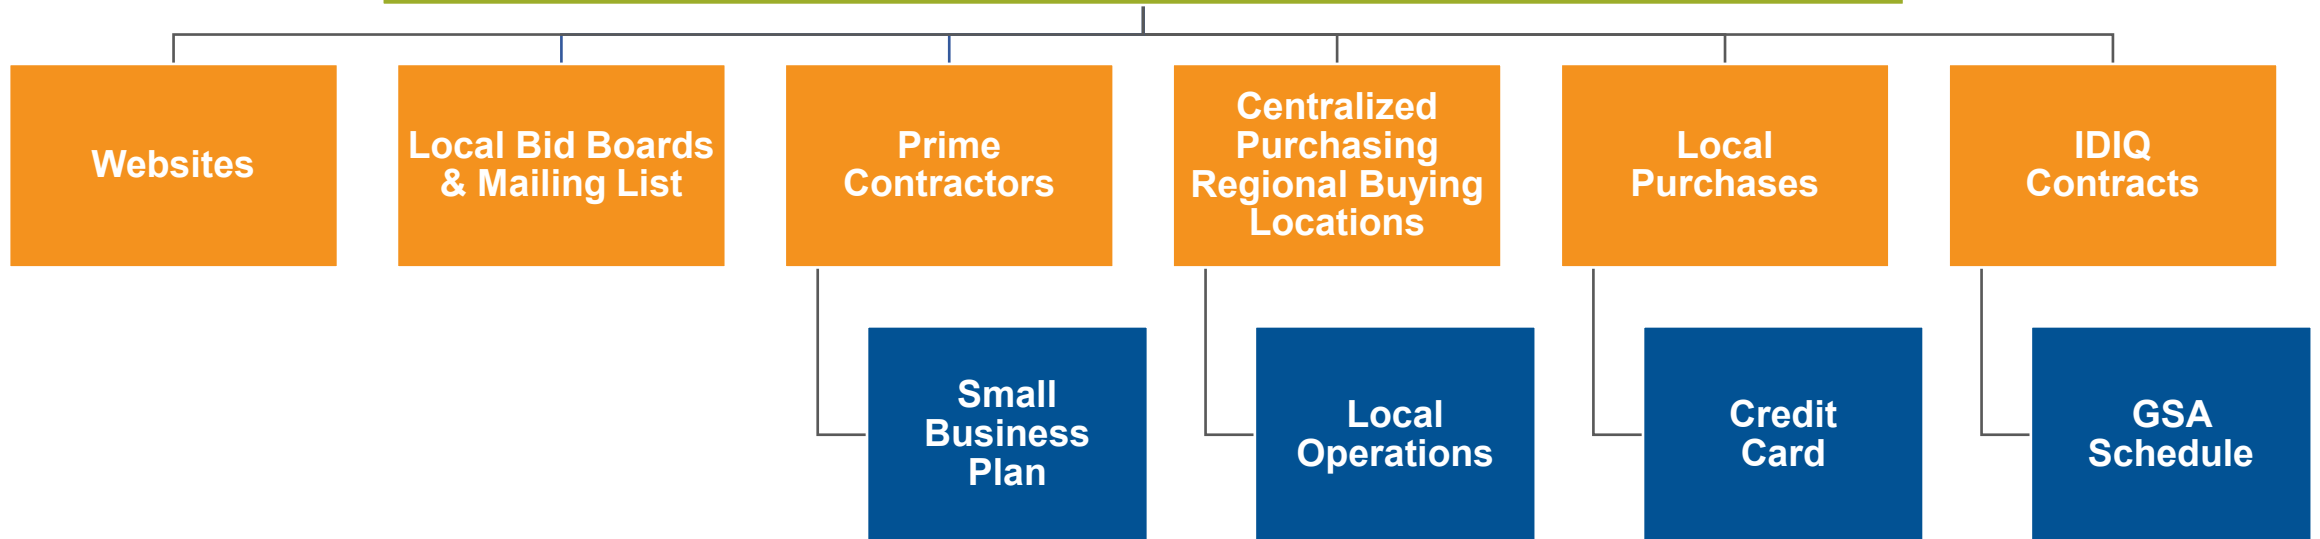 Websites
Local Bid Boards
& Mailing List
Prime
Contractors
Centralized
Purchasing
Regional Buying
Locations
Local
Purchases
IDIQ
Contracts
Small
Business
Plan
Local
Operations
Credit
Card
GSA
Schedule